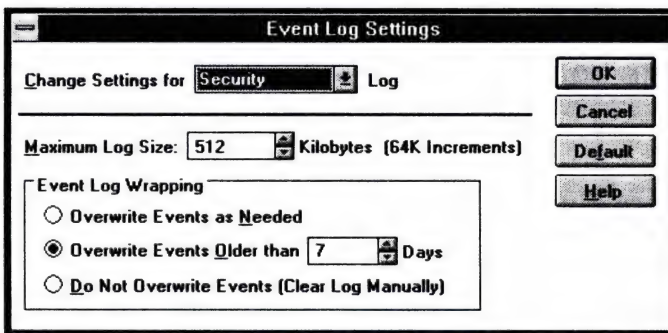 Event Log Settings
Change Settings for Security Log
OK
Cancel
Maximum Log Size: 512 Kilobytes (64K Increments)
Default
Event Log Wrapping
Help
Overwrite Events as Needed
Overwrite Events Older than 7 Days
Do Not Overwrite Events (Clear Log Manually)